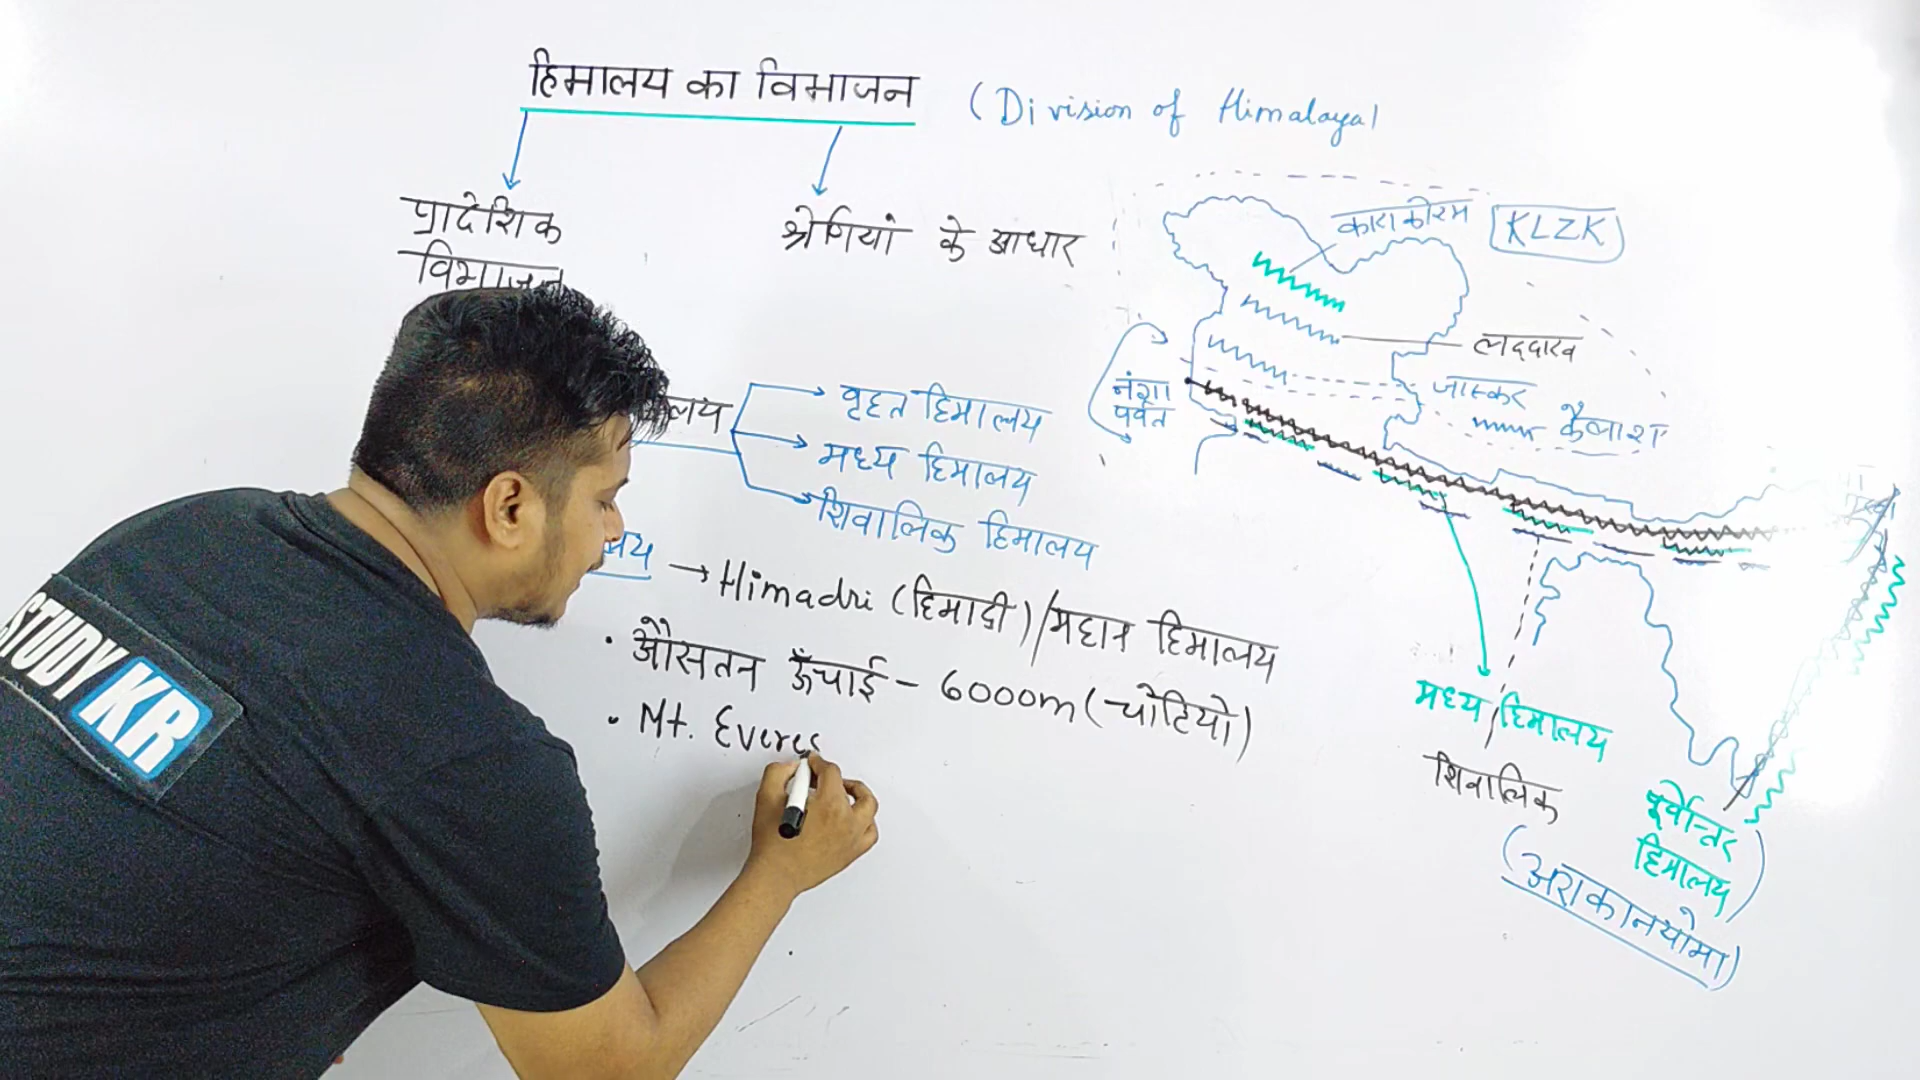 हिमालय का विभाजन (Division of Himalaya)
प्रादेशिक
विभाजन
श्रेणियां के आधार
काराकोरम KLZK
लद्दाख
जास्कर
कैलाश
नंगा
पर्वत
वृहत हिमालय
मध्य हिमालय
शिवालिक हिमालय
→ Himadri (हिमाद्री)/महान हिमालय
• औसतन ऊँचाई - 6000m (चोटियो)
• Mt. Everes
मध्य हिमालय
शिवालिक
पूर्वोत्तर
हिमालय
(अराकानयोमा)
STUDY KR